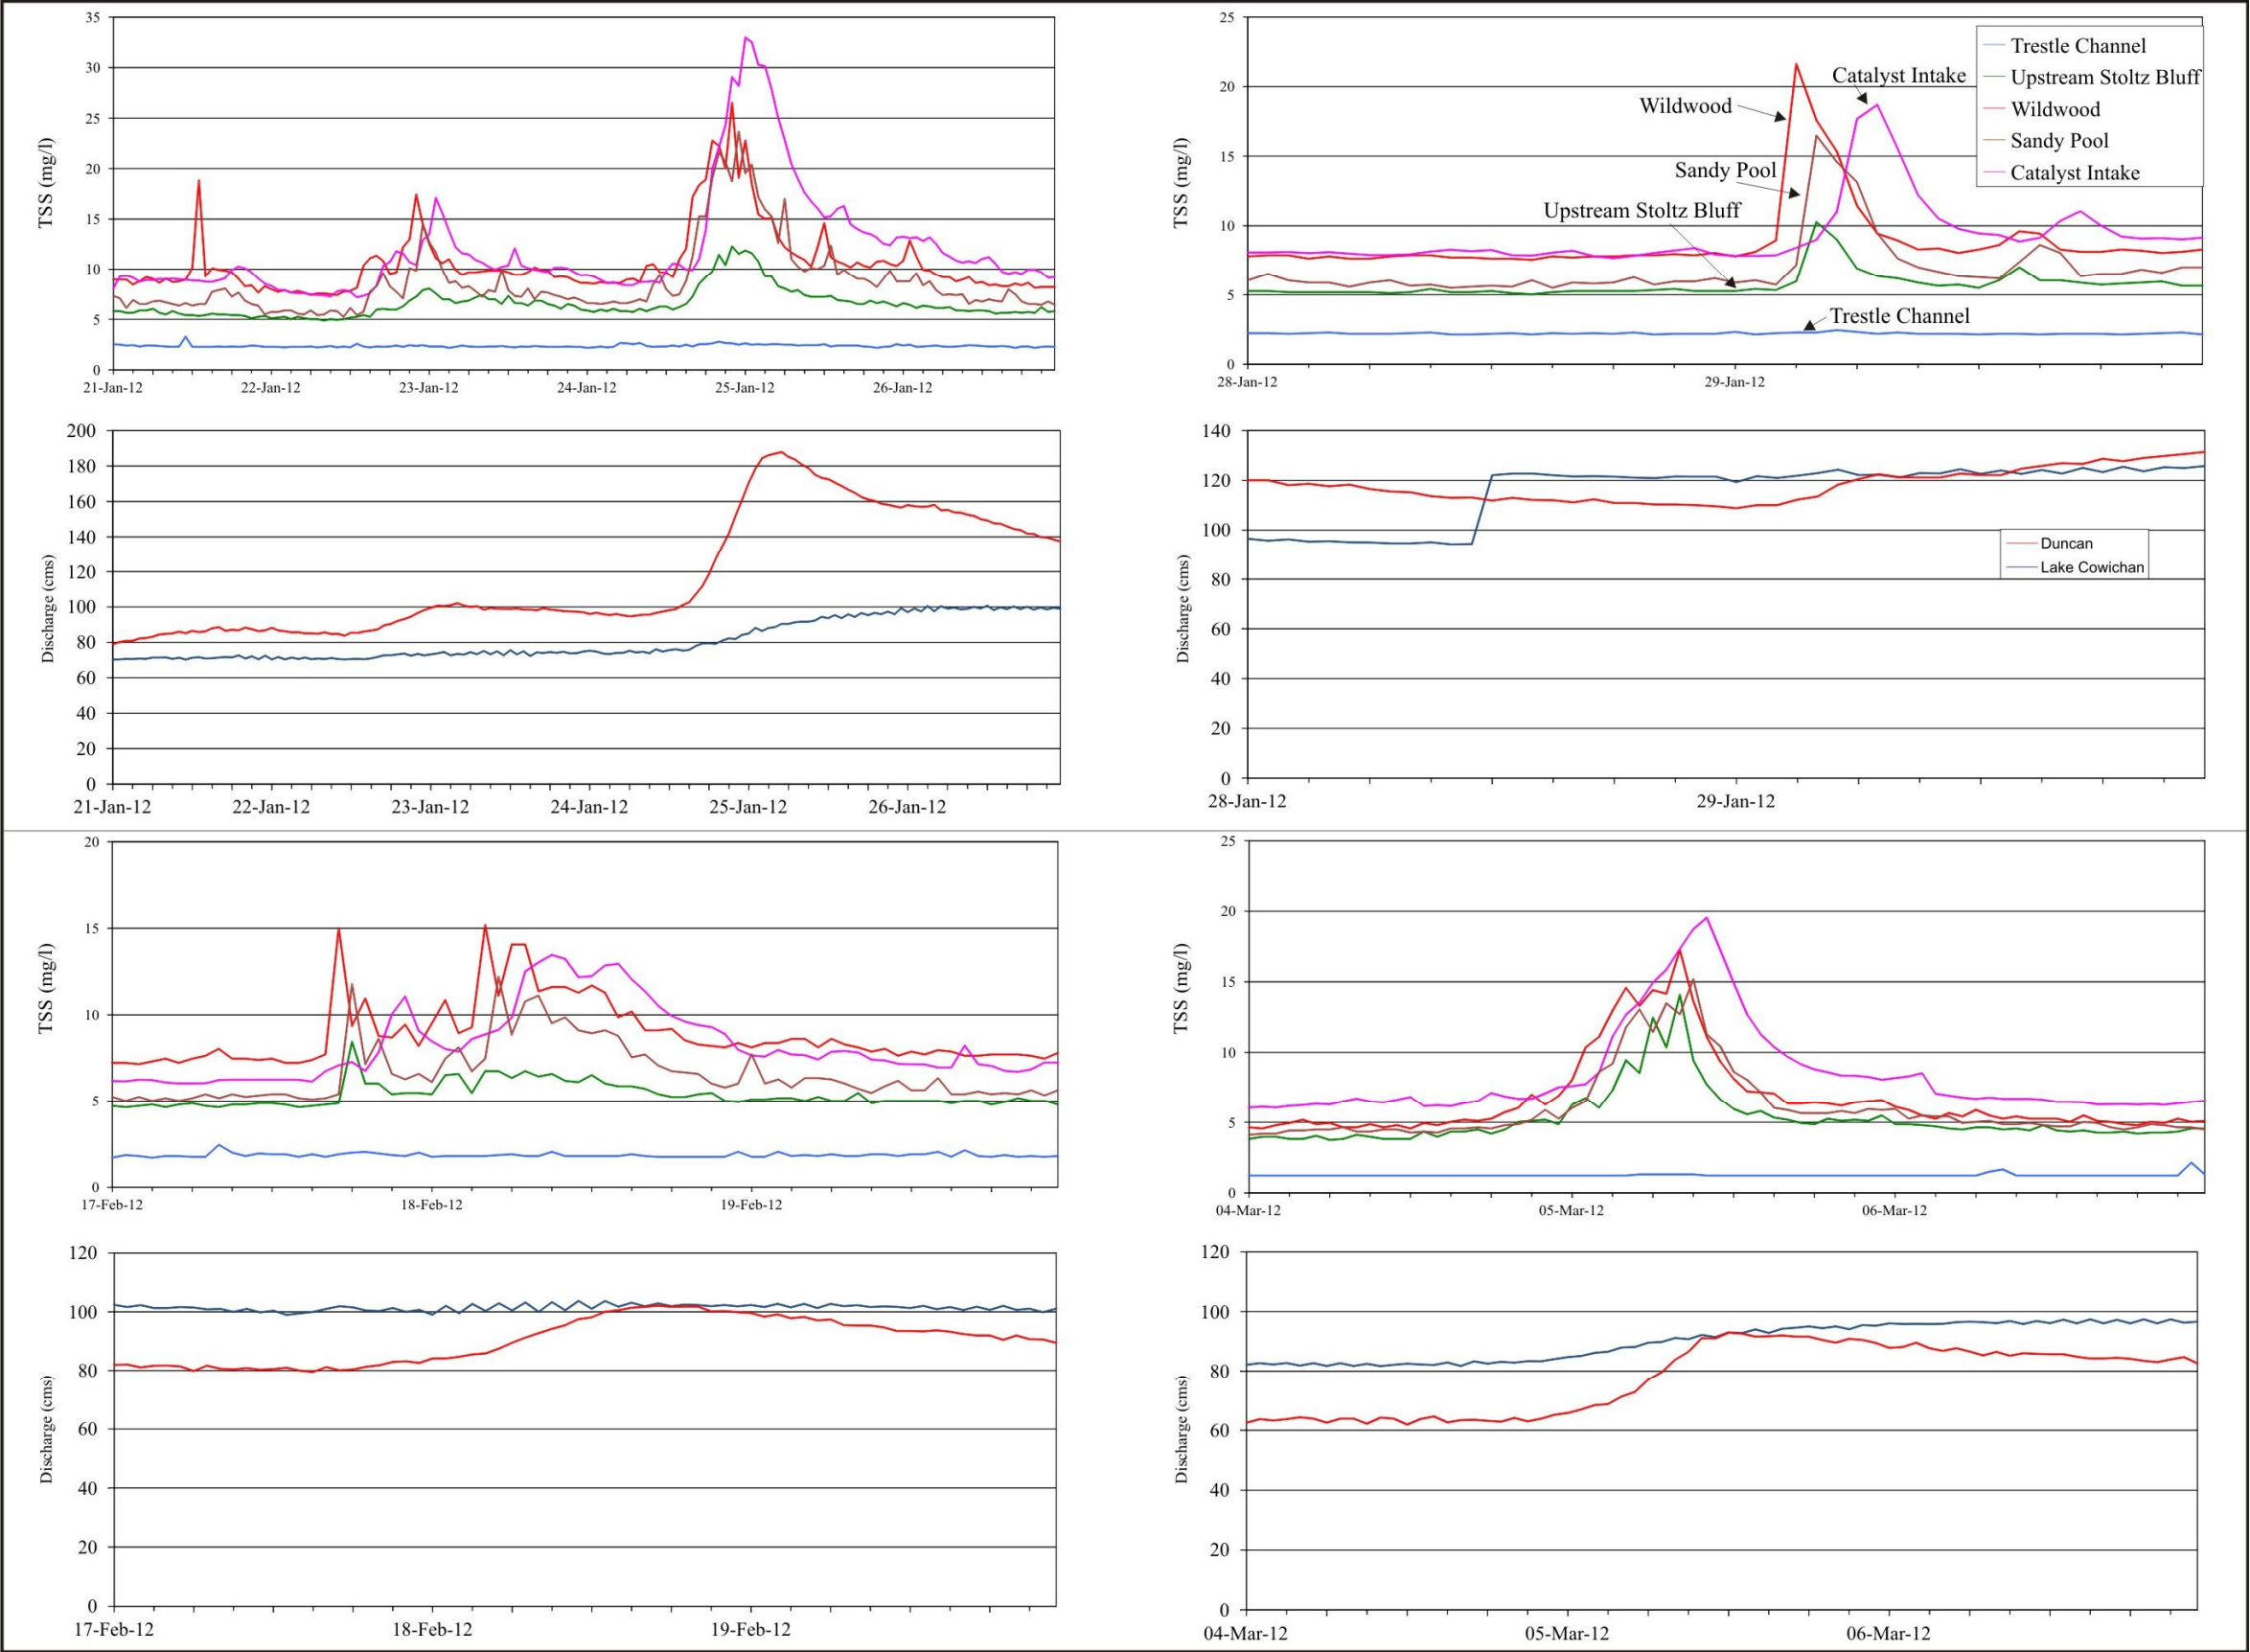 35
30
25
20
15
10
5
0
TSS (mg/l)
21-Jan-12 22-Jan-12 23-Jan-12 24-Jan-12 25-Jan-12 26-Jan-12
25
20
15
10
5
0
TSS (mg/l)
Trestle Channel
Upstream Stoltz Bluff
Wildwood
Sandy Pool
Catalyst Intake
Catalyst Intake
Wildwood
Sandy Pool
Upstream Stoltz Bluff
Trestle Channel
28-Jan-12 29-Jan-12
200
180
160
140
120
100
80
60
40
20
0
Discharge (cms)
21-Jan-12 22-Jan-12 23-Jan-12 24-Jan-12 25-Jan-12 26-Jan-12
140
120
100
80
60
40
20
0
Discharge (cms)
Duncan
Lake Cowichan
28-Jan-12 29-Jan-12
20
15
10
5
0
TSS (mg/l)
17-Feb-12 18-Feb-12 19-Feb-12
25
20
15
10
5
0
TSS (mg/l)
04-Mar-12 05-Mar-12 06-Mar-12
120
100
80
60
40
20
0
Discharge (cms)
17-Feb-12 18-Feb-12 19-Feb-12
120
100
80
60
40
20
0
Discharge (cms)
04-Mar-12 05-Mar-12 06-Mar-12